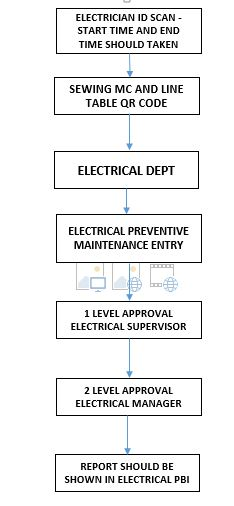 ELECTRICIAN ID SCAN -
START TIME AND END
TIME SHOULD TAKEN
SEWING MC AND LINE
TABLE QR CODE
ELECTRICAL DEPT
ELECTRICAL PREVENTIVE
MAINTENANCE ENTRY
1 LEVEL APPROVAL
ELECTRICAL SUPERVISOR
2 LEVEL APPROVAL
ELECTRICAL MANAGER
REPORT SHOULD BE
SHOWN IN ELECTRICAL PBI